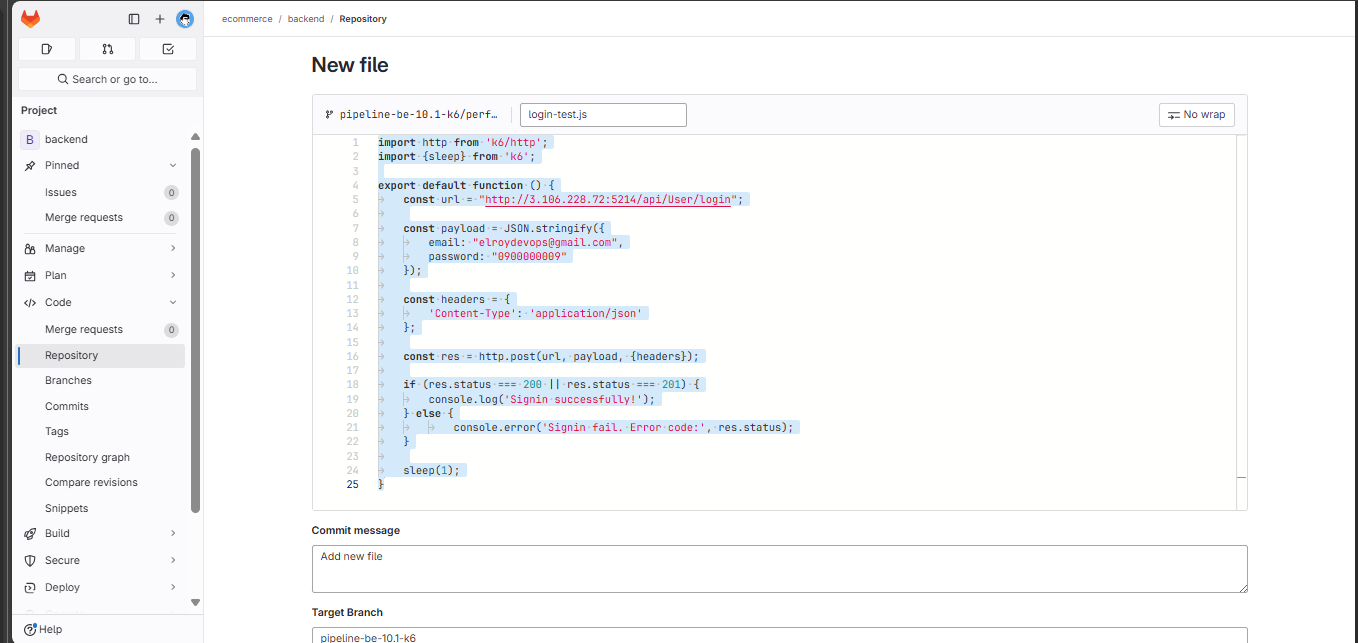 ecommerce / backend / Repository
Search or go to...
Project
B backend
Pinned
Issues 0
Merge requests 0
Manage
Plan
Code
Merge requests 0
Repository
Branches
Commits
Tags
Repository graph
Compare revisions
Snippets
Build
Secure
Deploy
Help
New file
pipeline-be-10.1-k6/perf… login-test.js No wrap
1 import http from 'k6/http';
2 import {sleep} from 'k6';
3
4 export default function () {
5 const url = "http://3.106.228.72:5214/api/User/login";
6
7 const payload = JSON.stringify({
8 email: "elroydevops@gmail.com",
9 password: "0900000009"
10 });
11
12 const headers = {
13 'Content-Type': 'application/json'
14 };
15
16 const res = http.post(url, payload, {headers});
17
18 if (res.status === 200 || res.status === 201) {
19 console.log('Signin successfully!');
20 } else {
21 console.error('Signin fail. Error code:', res.status);
22 }
23
24 sleep(1);
25 }
Commit message
Add new file
Target Branch
pipeline-be-10.1-k6